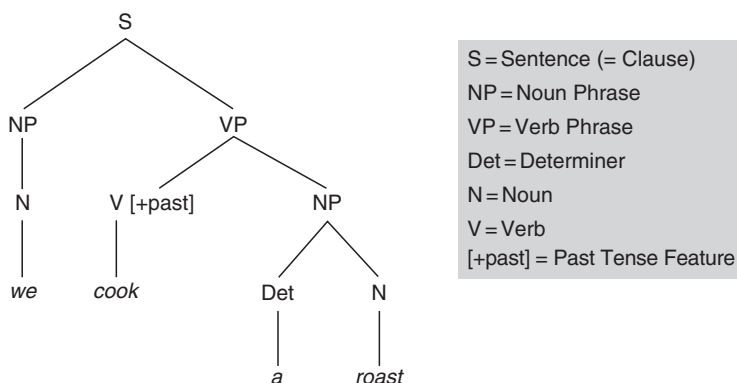 S
NP VP
N V [+past] NP
we cook Det N
a roast
S = Sentence (= Clause)
NP = Noun Phrase
VP = Verb Phrase
Det = Determiner
N = Noun
V = Verb
[+past] = Past Tense Feature